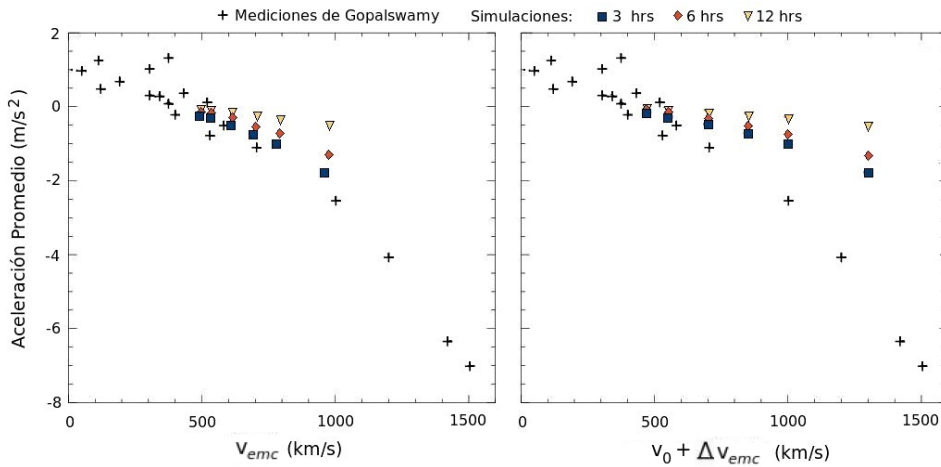 + Mediciones de Gopalswamy Simulaciones: 3 hrs 6 hrs 12 hrs
2
0
-2
-4
-6
-8
Aceleración Promedio (m/s²)
0 500 1000 1500
0 500 1000 1500
v_emc (km/s)
v_0 + Δ v_emc (km/s)